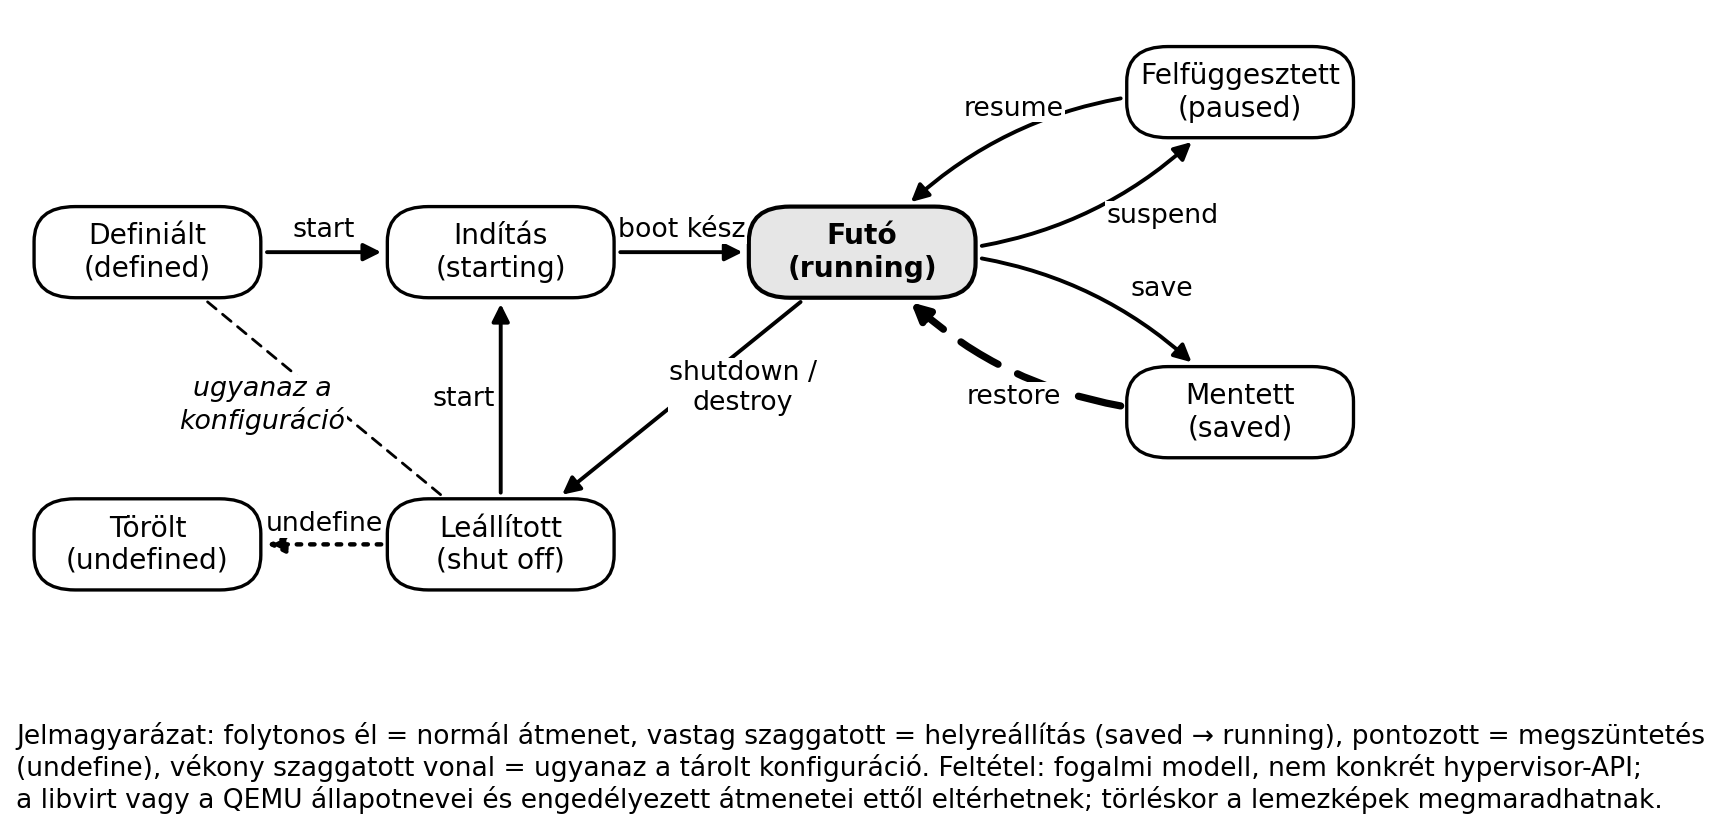 Felfüggesztett
(paused)
resume
suspend
Definiált
(defined)
start
Indítás
(starting)
boot kész
Futó
(running)
save
ugyanaz a
konfiguráció
start
shutdown /
destroy
restore
Mentett
(saved)
Törölt
(undefined)
undefine
Leállított
(shut off)
Jelmagyarázat: folytonos él = normál átmenet, vastag szaggatott = helyreállítás (saved → running), pontozott = megszüntetés
(undefine), vékony szaggatott vonal = ugyanaz a tárolt konfiguráció. Feltétel: fogalmi modell, nem konkrét hypervisor-API;
a libvirt vagy a QEMU állapotnevei és engedélyezett átmenetei ettől eltérhetnek; törléskor a lemezképek megmaradhatnak.